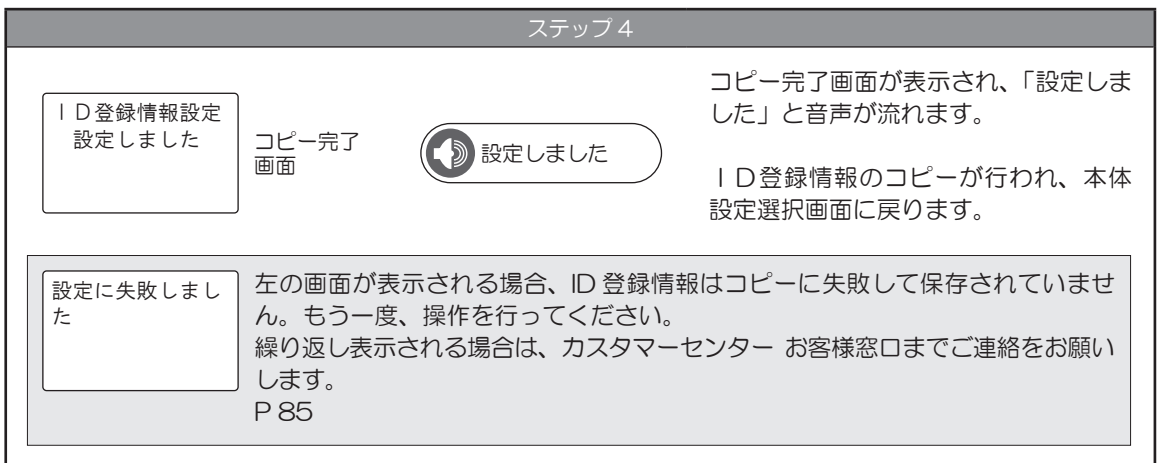 ステップ4
ＩＤ登録情報設定
設定しました
コピー完了
画面
設定しました
コピー完了画面が表示され、「設定しま
した」と音声が流れます。
ＩＤ登録情報のコピーが行われ、本体
設定選択画面に戻ります。
設定に失敗しまし
た
左の画面が表示される場合、ID 登録情報はコピーに失敗して保存されていませ
ん。もう一度、操作を行ってください。
繰り返し表示される場合は、カスタマーセンター お客様窓口までご連絡をお願い
します。
P 85